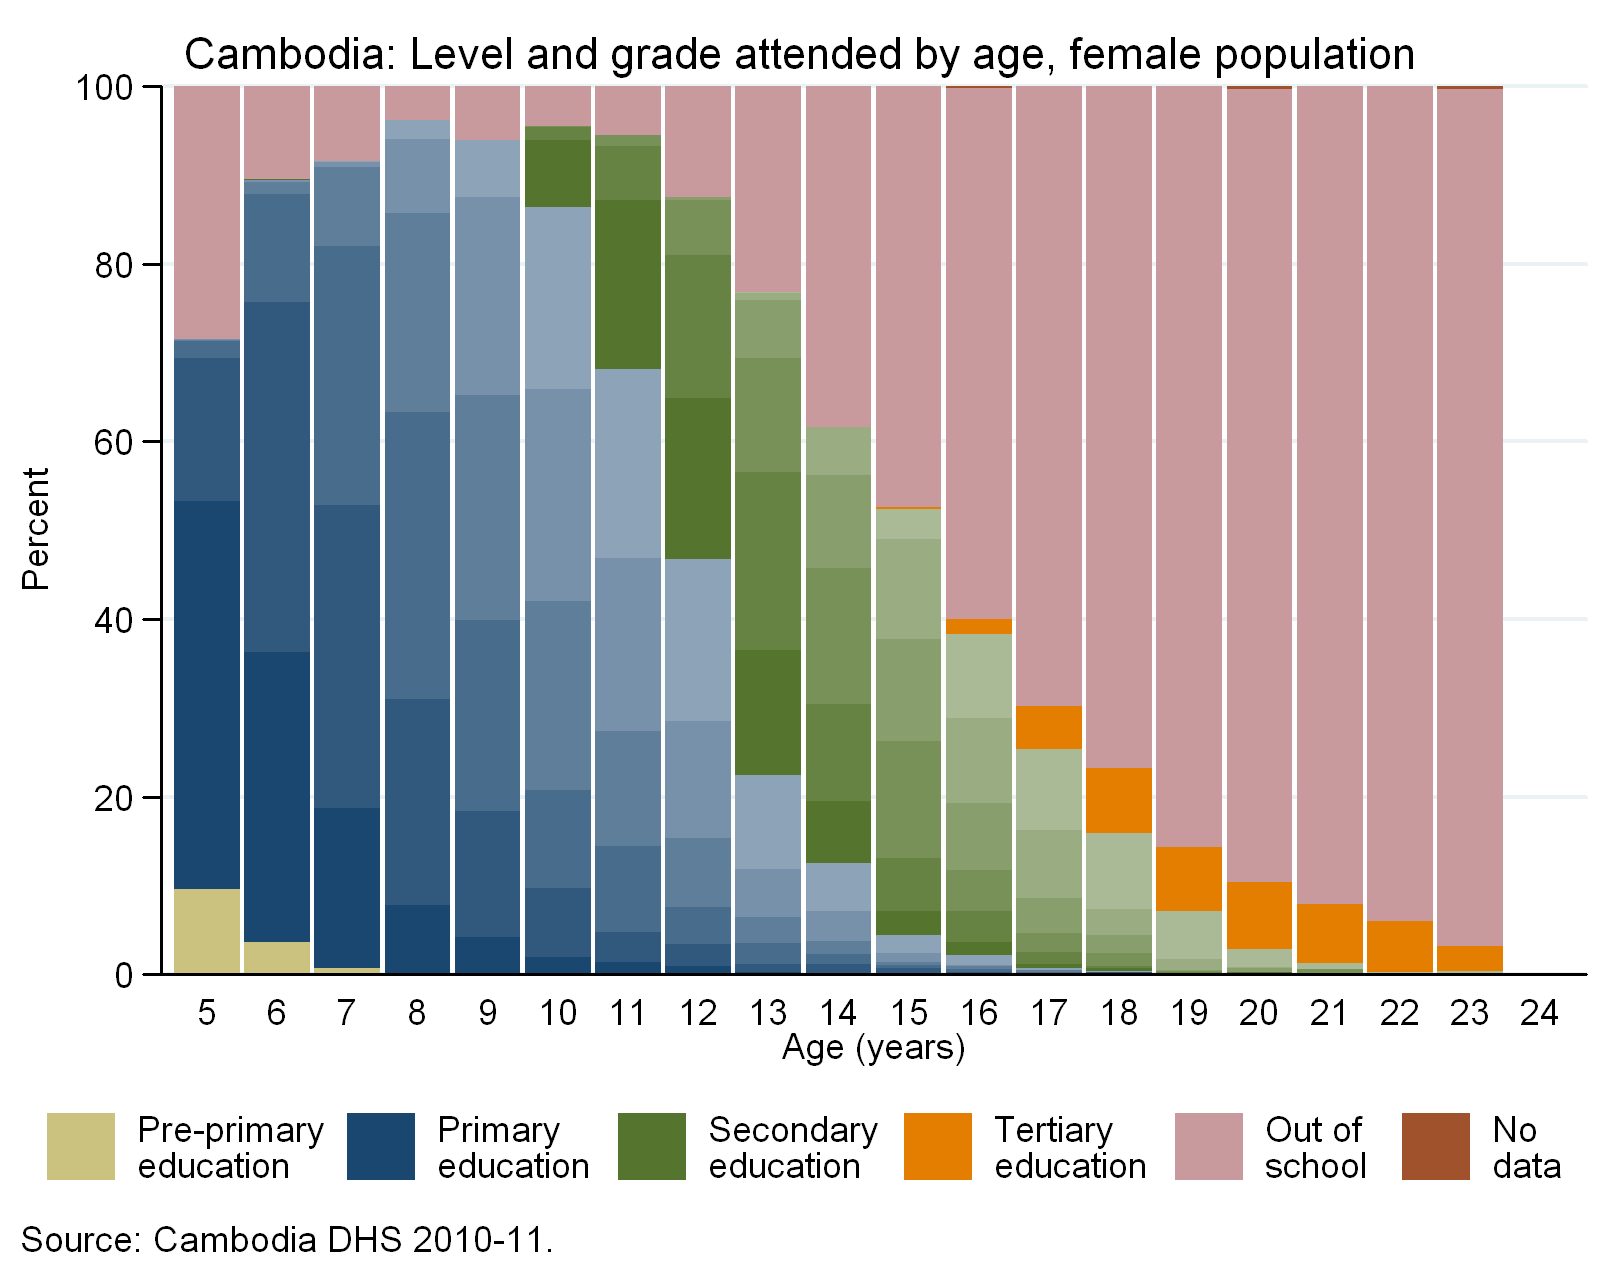 Cambodia: Level and grade attended by age, female population
100
80
60
40
20
0
Percent
5 6 7 8 9 10 11 12 13 14 15 16 17 18 19 20 21 22 23 24
Age (years)
Pre-primary
education
Primary
education
Secondary
education
Tertiary
education
Out of
school
No
data
Source: Cambodia DHS 2010-11.